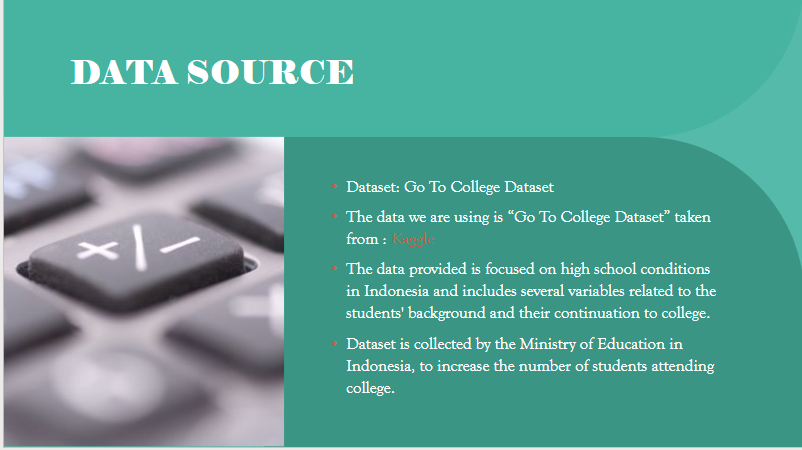 DATA SOURCE
+/−
• Dataset: Go To College Dataset
• The data we are using is “Go To College Dataset” taken
from : Kaggle
• The data provided is focused on high school conditions
in Indonesia and includes several variables related to the
students' background and their continuation to college.
• Dataset is collected by the Ministry of Education in
Indonesia, to increase the number of students attending
college.